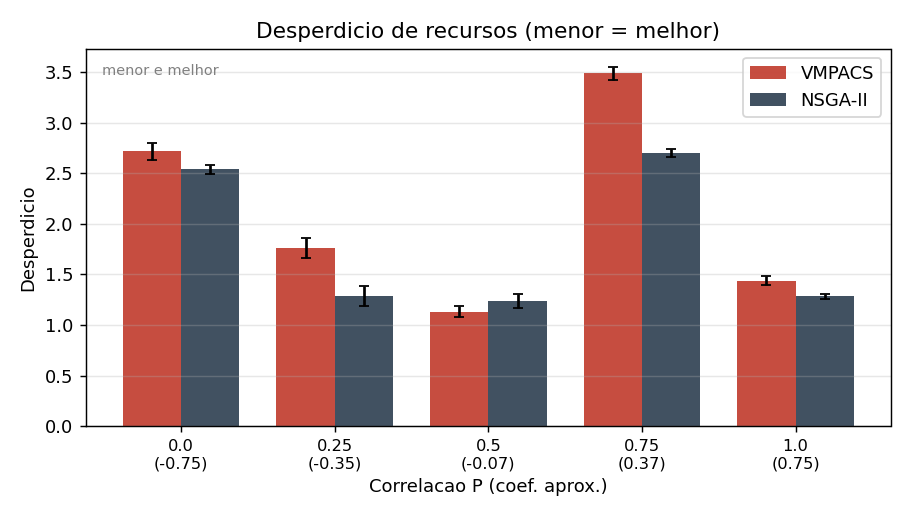 Desperdicio de recursos (menor = melhor)
menor e melhor
VMPACS
NSGA-II
Desperdicio
3.5
3.0
2.5
2.0
1.5
1.0
0.5
0.0
0.0 0.25 0.5 0.75 1.0
(-0.75) (-0.35) (-0.07) (0.37) (0.75)
Correlacao P (coef. aprox.)